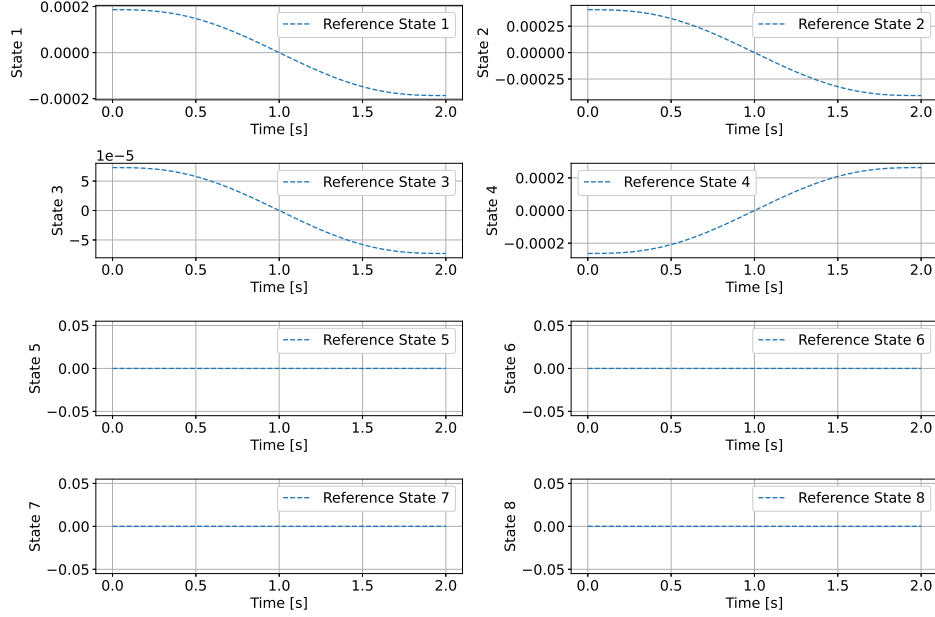 State 1
0.0002
0.0000
−0.0002
Reference State 1
0.0 0.5 1.0 1.5 2.0
Time [s]
State 2
0.00025
0.00000
−0.00025
Reference State 2
0.0 0.5 1.0 1.5 2.0
Time [s]
1e−5
State 3
5
0
−5
Reference State 3
0.0 0.5 1.0 1.5 2.0
Time [s]
State 4
0.0002
0.0000
−0.0002
Reference State 4
0.0 0.5 1.0 1.5 2.0
Time [s]
State 5
0.05
0.00
−0.05
Reference State 5
0.0 0.5 1.0 1.5 2.0
Time [s]
State 6
0.05
0.00
−0.05
Reference State 6
0.0 0.5 1.0 1.5 2.0
Time [s]
State 7
0.05
0.00
−0.05
Reference State 7
0.0 0.5 1.0 1.5 2.0
Time [s]
State 8
0.05
0.00
−0.05
Reference State 8
0.0 0.5 1.0 1.5 2.0
Time [s]